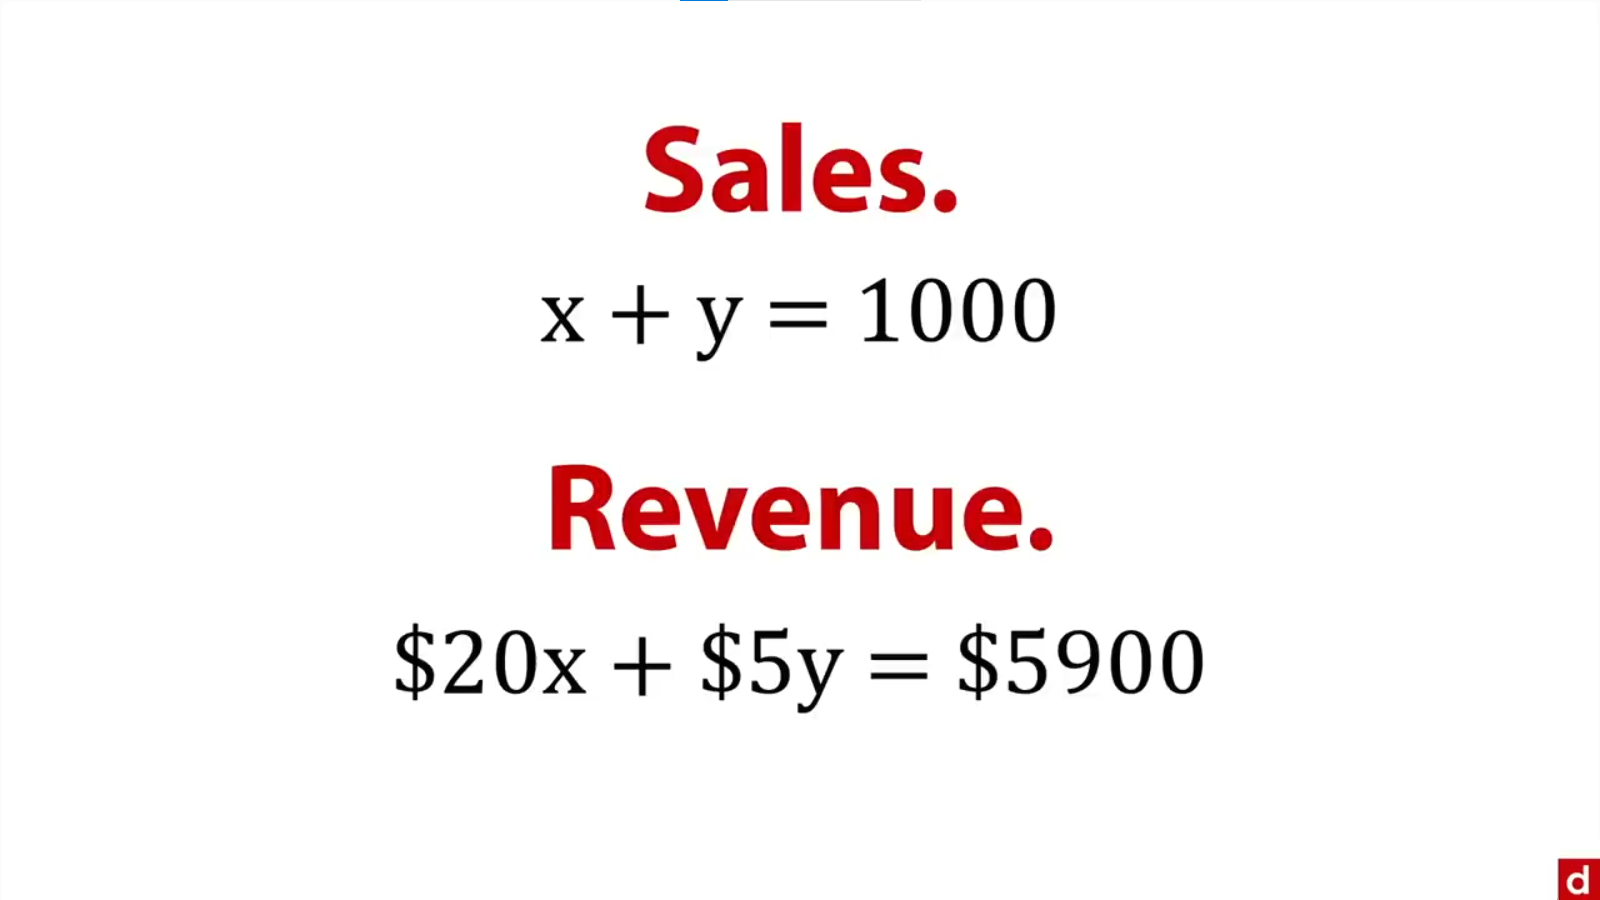 Sales.
x + y = 1000
Revenue.
$20x + $5y = $5900
d